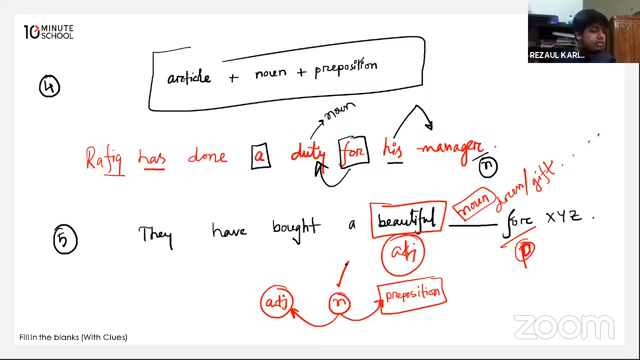 10 MINUTE SCHOOL
REZAUL KARI...
④ article + noun + preposition
noun
Rafiq has done a duty for his manager.
n
noun dress/gift.....
⑤ They have bought a beautiful ____ for XYZ.
adj P
adj n preposition
Fill in the blanks (With Clues)
zoom